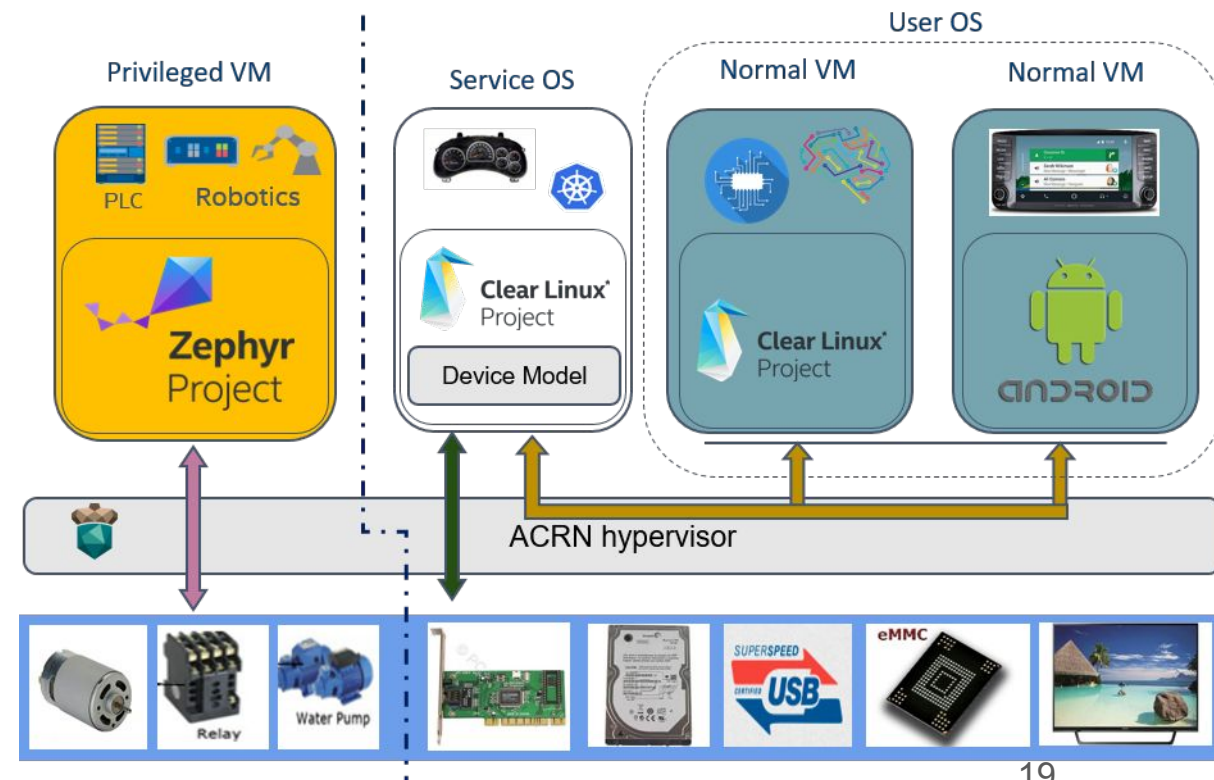 User OS
Privileged VM
Service OS
Normal VM
Normal VM
PLC
Robotics
Zephyr
Project
Clear Linux*
Project
Device Model
Clear Linux*
Project
ANDROID
ACRN hypervisor
Relay
Water Pump
SUPERSPEED
CERTIFIED USB
eMMC
19